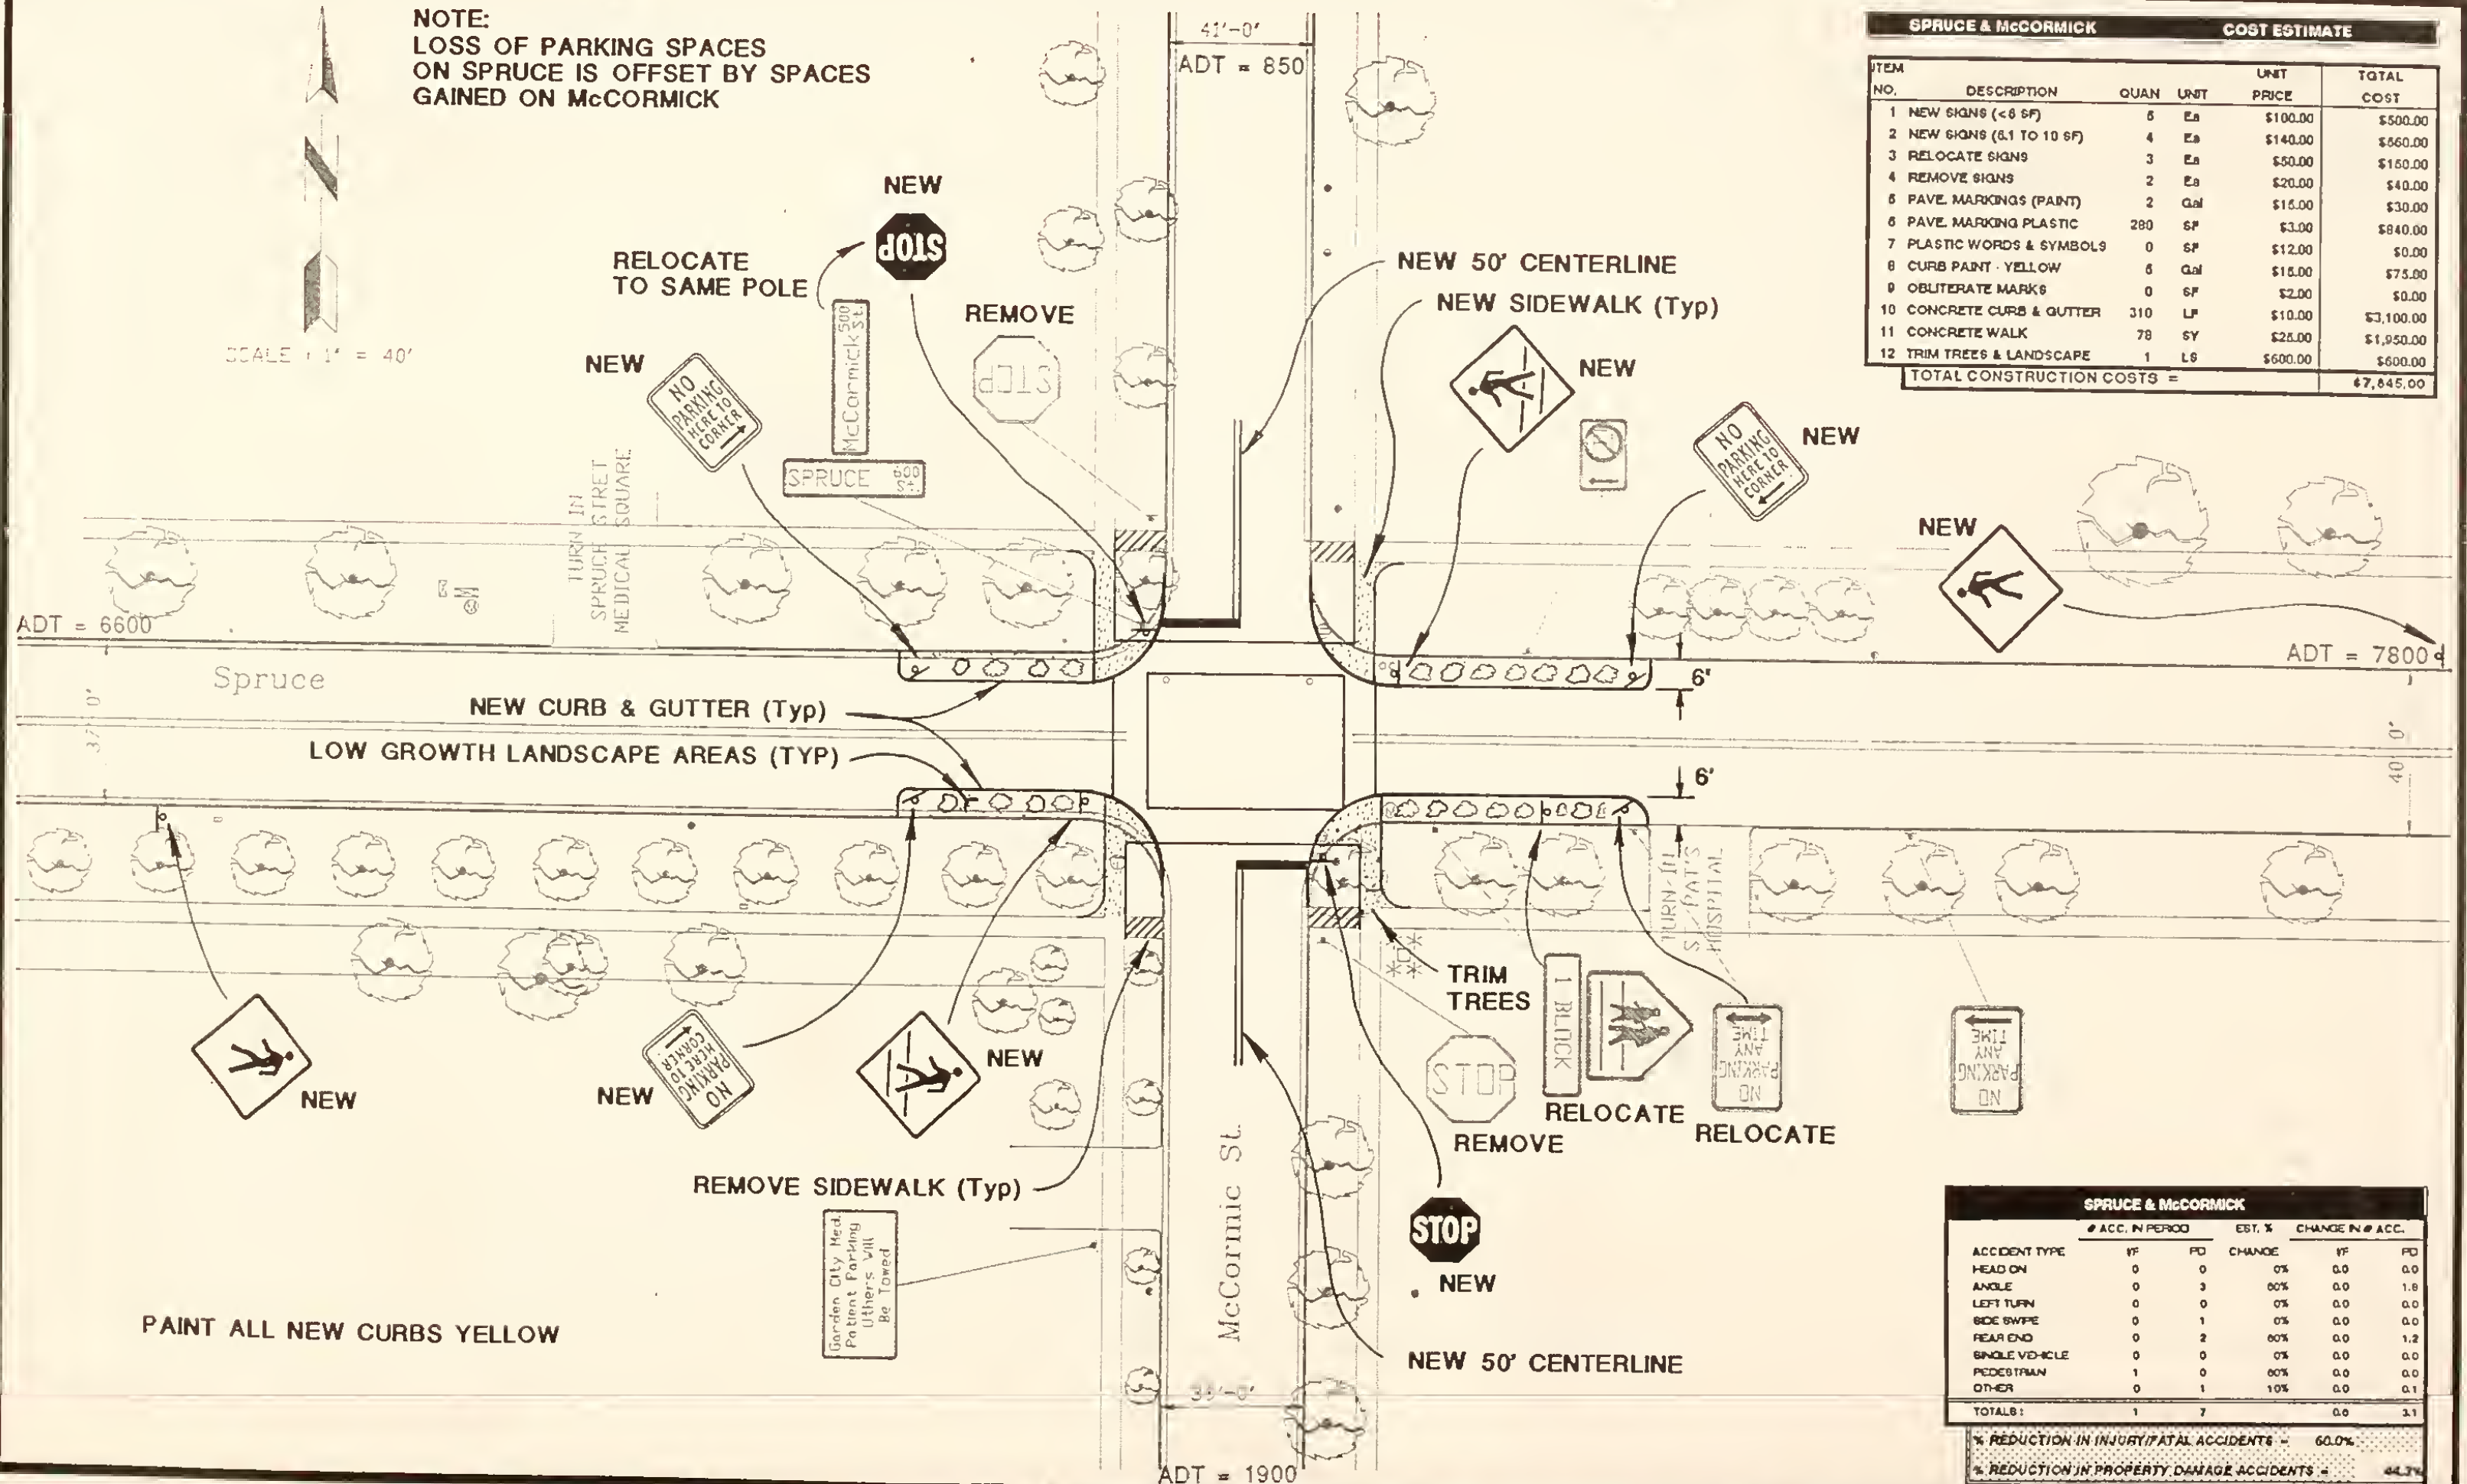 NOTE:
LOSS OF PARKING SPACES
ON SPRUCE IS OFFSET BY SPACES
GAINED ON McCORMICK
41'-0'
ADT = 850
SCALE : 1" = 40'
SPRUCE & McCORMICK COST ESTIMATE
ITEM NO. DESCRIPTION QUAN UNIT UNIT PRICE TOTAL COST
1 NEW SIGNS (<6 SF) 5 Ea $100.00 $500.00
2 NEW SIGNS (6.1 TO 10 SF) 4 Ea $140.00 $560.00
3 RELOCATE SIGNS 3 Ea $50.00 $150.00
4 REMOVE SIGNS 2 Ea $20.00 $40.00
5 PAVE. MARKINGS (PAINT) 2 Gal $15.00 $30.00
6 PAVE. MARKING PLASTIC 280 SF $3.00 $840.00
7 PLASTIC WORDS & SYMBOLS 0 SF $12.00 $0.00
8 CURB PAINT - YELLOW 5 Gal $15.00 $75.00
9 OBLITERATE MARKS 0 SF $2.00 $0.00
10 CONCRETE CURB & GUTTER 310 LF $10.00 $3,100.00
11 CONCRETE WALK 78 SY $25.00 $1,950.00
12 TRIM TREES & LANDSCAPE 1 LS $600.00 $600.00
TOTAL CONSTRUCTION COSTS = $7,845.00
NEW
STOP
RELOCATE
TO SAME POLE
McCormick 500 St.
SPRUCE 600 St.
REMOVE
STOP
NEW
NO
PARKING
HERE TO
CORNER
NEW 50' CENTERLINE
NEW SIDEWALK (Typ)
NEW
NO
PARKING
HERE TO
CORNER
NEW
NEW
TURN IN
SPRUCE STRET
MEDICAL SQUARE
ADT = 6600
ADT = 7800
Spruce
37'-0'
40'-0'
6'
6'
NEW CURB & GUTTER (Typ)
LOW GROWTH LANDSCAPE AREAS (TYP)
TURN-IN
ST. PAT'S
HOSPITAL
NEW
NEW
NO
PARKING
HERE TO
CORNER
NEW
TRIM
TREES
STOP
REMOVE
1 BLOCK
RELOCATE
NO
PARKING
ANY
TIME
RELOCATE
NO
PARKING
ANY
TIME
REMOVE SIDEWALK (Typ)
Garden City Med.
Patient Parking
Others Will
Be Towed
McCormic St.
STOP
NEW
NEW 50' CENTERLINE
PAINT ALL NEW CURBS YELLOW
ADT = 1900
SPRUCE & McCORMICK
# ACC. IN PERIOD EST. % CHANGE IN # ACC.
ACCIDENT TYPE I/F PD CHANGE I/F PD
HEAD ON 0 0 0% 0.0 0.0
ANGLE 0 3 60% 0.0 1.8
LEFT TURN 0 0 0% 0.0 0.0
SIDE SWIPE 0 1 0% 0.0 0.0
REAR END 0 2 60% 0.0 1.2
SINGLE VEHICLE 0 0 0% 0.0 0.0
PEDESTRIAN 1 0 60% 0.0 0.0
OTHER 0 1 10% 0.0 0.1
TOTALS: 1 7 0.0 3.1
% REDUCTION IN INJURY/FATAL ACCIDENTS = 60.0%
% REDUCTION IN PROPERTY DAMAGE ACCIDENTS = 44.3%